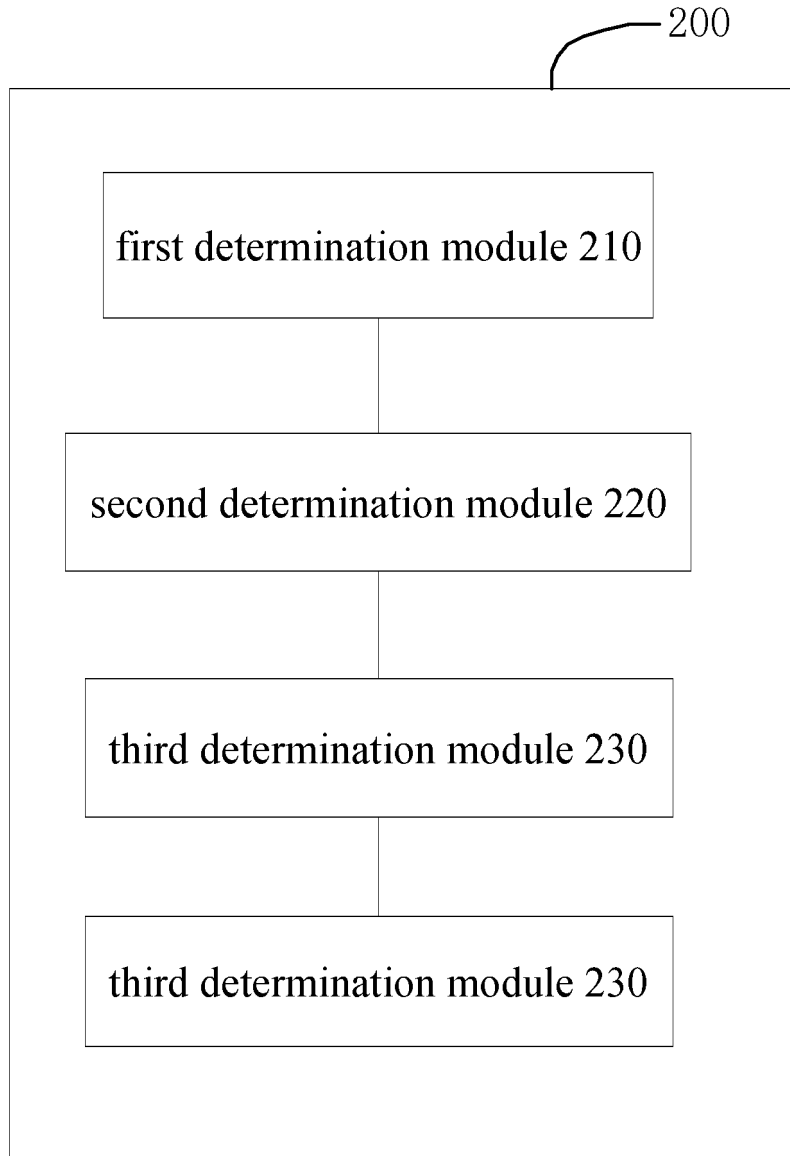 200
first determination module 210
second determination module 220
third determination module 230
third determination module 230